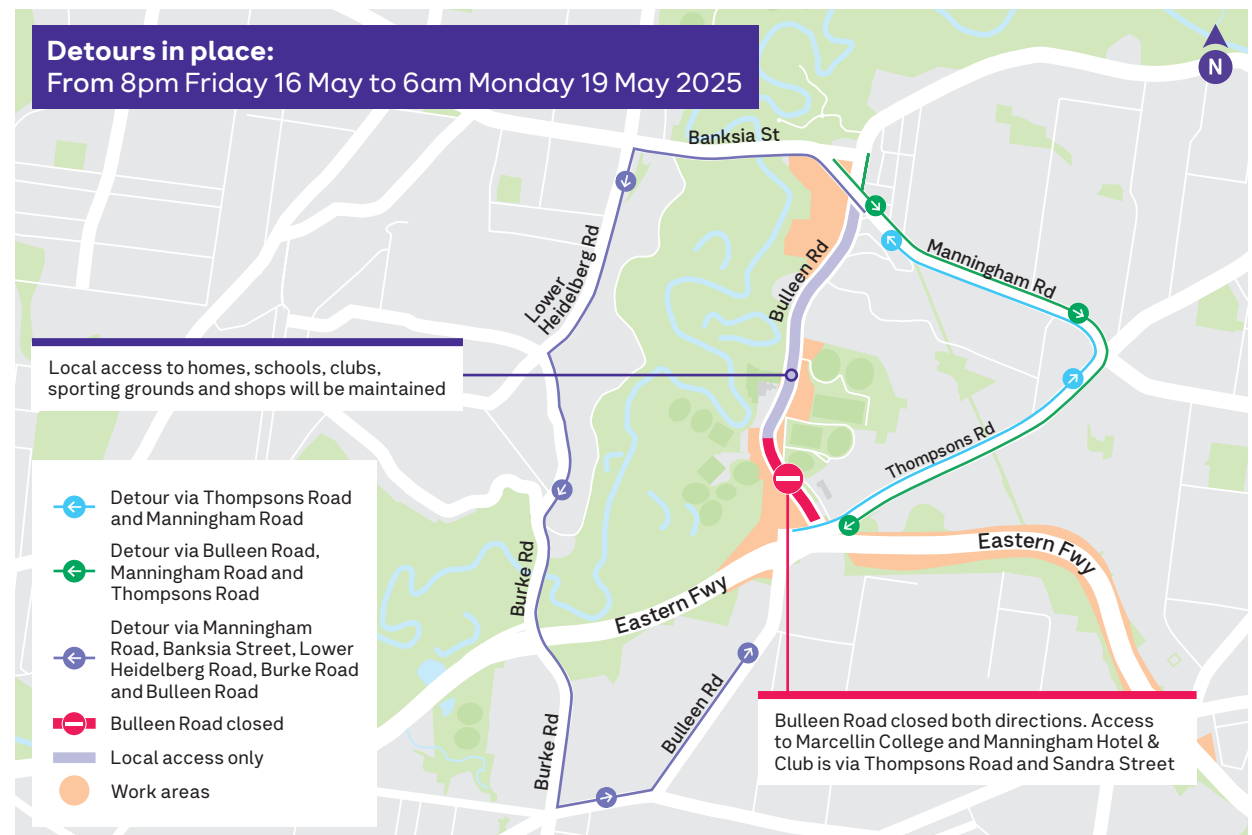 Detours in place:
From 8pm Friday 16 May to 6am Monday 19 May 2025
N
Banksia St
Manningham Rd
Bulleen Rd
Lower
Heidelberg Rd
Local access to homes, schools, clubs,
sporting grounds and shops will be maintained
Thompsons Rd
Detour via Thompsons Road
and Manningham Road
Detour via Bulleen Road,
Manningham Road and
Thompsons Road
Detour via Manningham
Road, Banksia Street, Lower
Heidelberg Road, Burke Road
and Bulleen Road
Bulleen Road closed
Local access only
Work areas
Eastern Fwy
Burke Rd
Eastern Fwy
Bulleen Rd
Burke Rd
Bulleen Road closed both directions. Access
to Marcellin College and Manningham Hotel &
Club is via Thompsons Road and Sandra Street